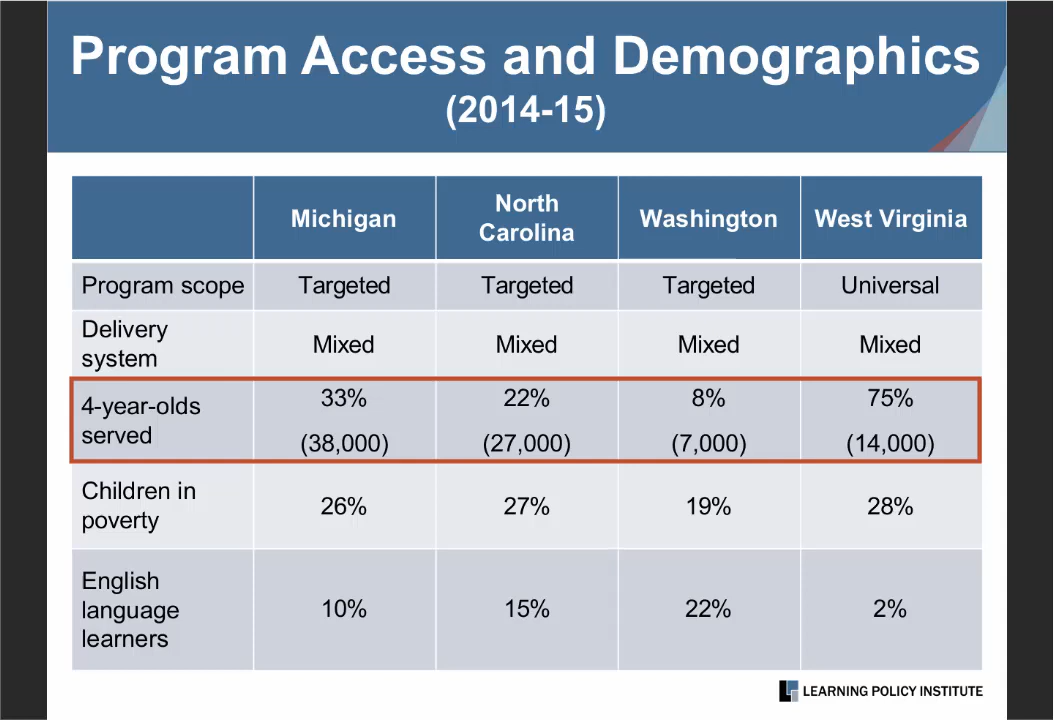 Program Access and Demographics
(2014-15)
Michigan
North
Carolina
Washington
West Virginia
Program scope
Targeted
Targeted
Targeted
Universal
Delivery
system
Mixed
Mixed
Mixed
Mixed
4-year-olds
served
33%
(38,000)
22%
(27,000)
8%
(7,000)
75%
(14,000)
Children in
poverty
26%
27%
19%
28%
English
language
learners
10%
15%
22%
2%
LEARNING POLICY INSTITUTE